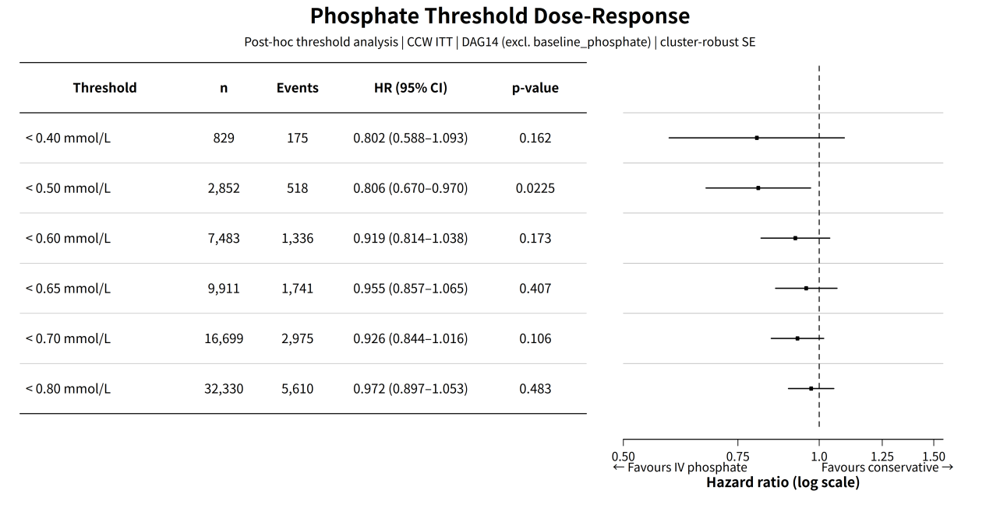 Phosphate Threshold Dose-Response
Post-hoc threshold analysis | CCW ITT | DAG14 (excl. baseline_phosphate) | cluster-robust SE
Threshold n Events HR (95% CI) p-value
< 0.40 mmol/L 829 175 0.802 (0.588–1.093) 0.162
< 0.50 mmol/L 2,852 518 0.806 (0.670–0.970) 0.0225
< 0.60 mmol/L 7,483 1,336 0.919 (0.814–1.038) 0.173
< 0.65 mmol/L 9,911 1,741 0.955 (0.857–1.065) 0.407
< 0.70 mmol/L 16,699 2,975 0.926 (0.844–1.016) 0.106
< 0.80 mmol/L 32,330 5,610 0.972 (0.897–1.053) 0.483
0.50 0.75 1.0 1.25 1.50
← Favours IV phosphate Favours conservative →
Hazard ratio (log scale)